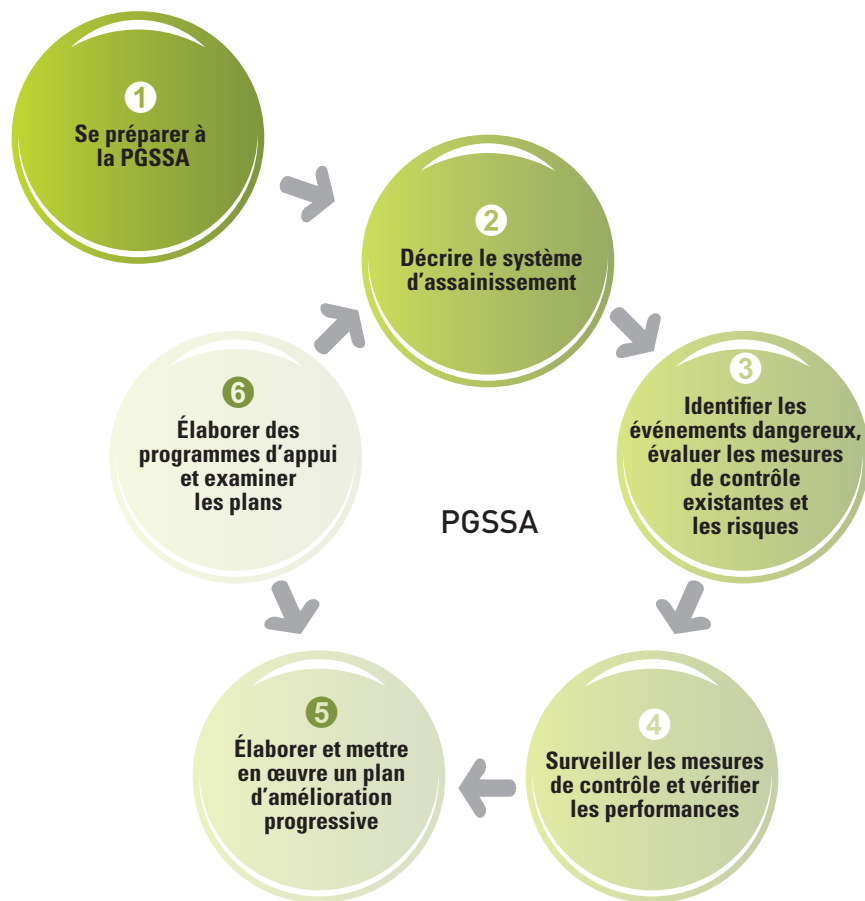 1
Se préparer à
la PGSSA
2
Décrire le système
d’assainissement
3
Identifier les
événements dangereux,
évaluer les mesures
de contrôle
existantes et
les risques
4
Surveiller les mesures
de contrôle et vérifier
les performances
5
Élaborer et mettre
en œuvre un plan
d’amélioration
progressive
6
Élaborer des
programmes d’appui
et examiner
les plans
PGSSA